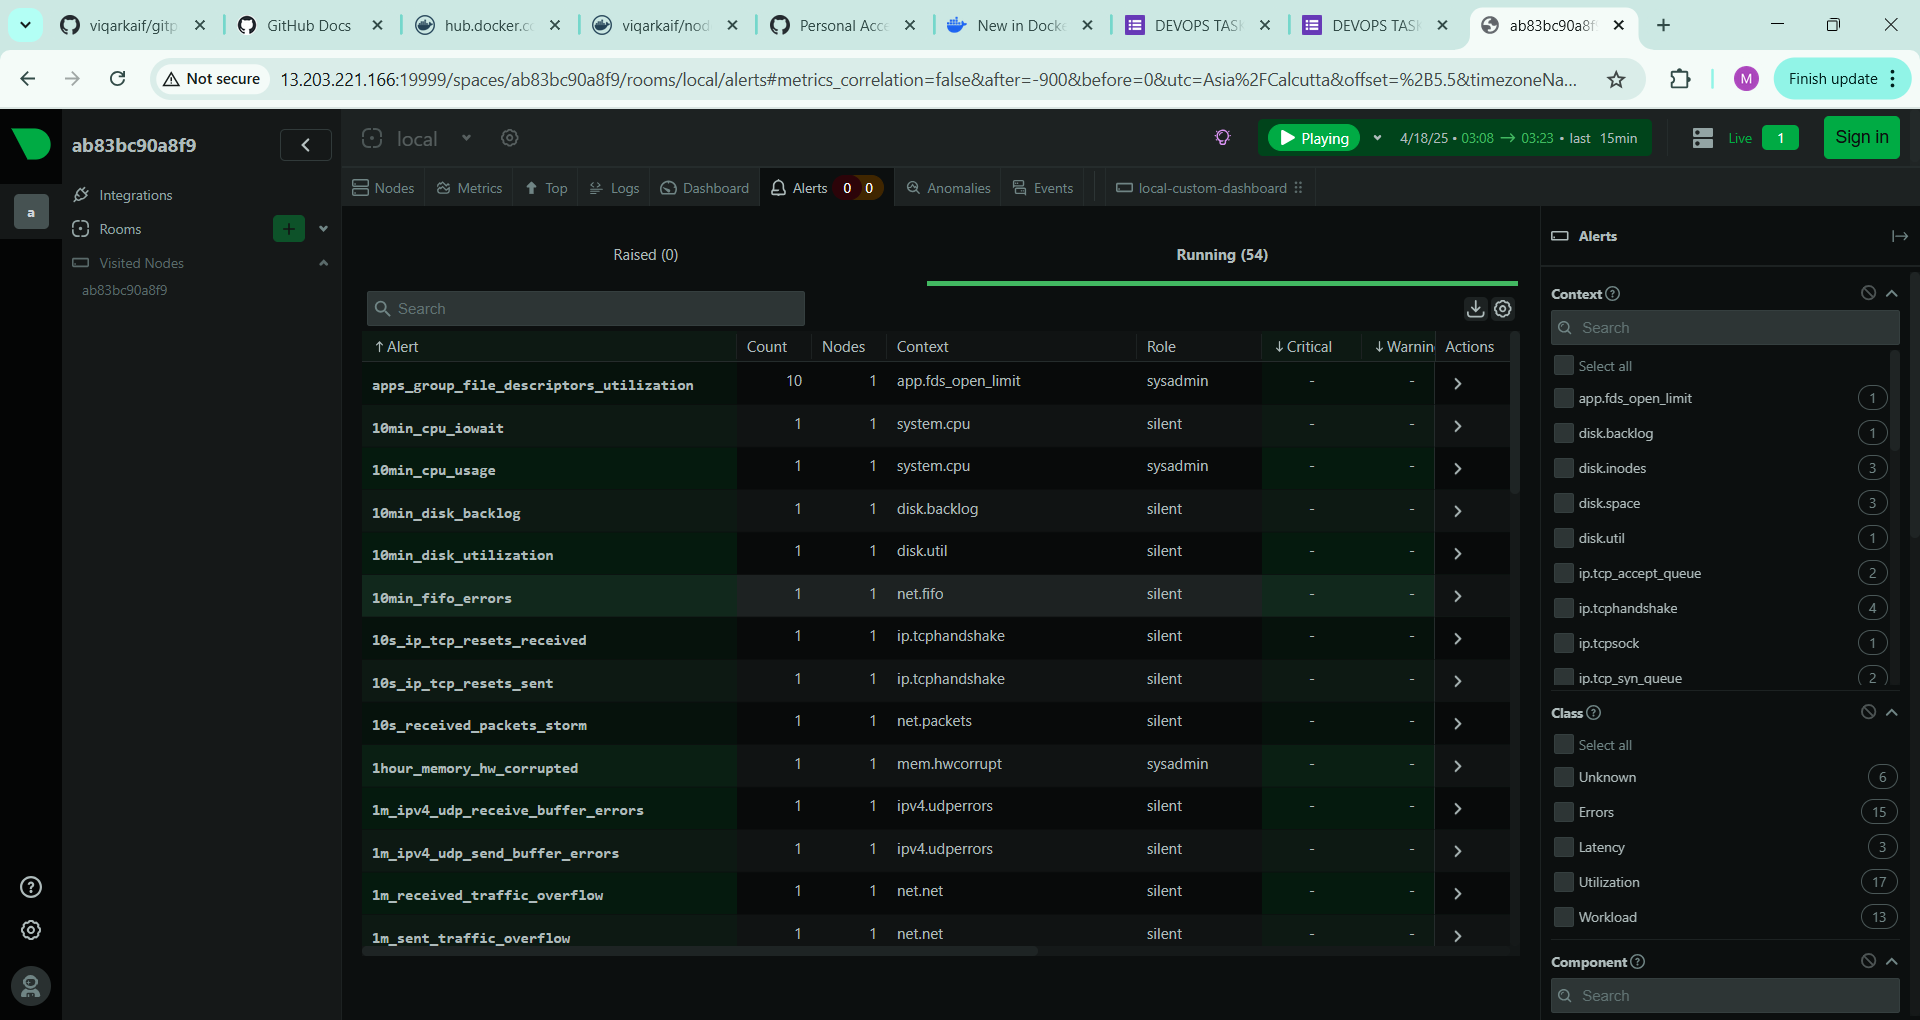 viqarkaif/gitp
GitHub Docs
hub.docker.co
viqarkaif/nod
Personal Acce
New in Docke
DEVOPS TAS
DEVOPS TAS
ab83bc90a8f9
Not secure
13.203.221.166:19999/spaces/ab83bc90a8f9/rooms/local/alerts#metrics_correlation=false&after=-900&before=0&utc=Asia%2FCalcutta&offset=%2B5.5&timezoneNa...
M
Finish update
ab83bc90a8f9
a
Integrations
Rooms
Visited Nodes
ab83bc90a8f9
local
Playing
4/18/25 • 03:08 → 03:23 • last 15min
Live
1
Sign in
Nodes
Metrics
Top
Logs
Dashboard
Alerts
0
0
Anomalies
Events
local-custom-dashboard
Raised (0)
Running (54)
Search
↑ Alert Count Nodes Context Role ↓ Critical ↓ Warnin Actions
apps_group_file_descriptors_utilization 10 1 app.fds_open_limit sysadmin - -
10min_cpu_iowait 1 1 system.cpu silent - -
10min_cpu_usage 1 1 system.cpu sysadmin - -
10min_disk_backlog 1 1 disk.backlog silent - -
10min_disk_utilization 1 1 disk.util silent - -
10min_fifo_errors 1 1 net.fifo silent - -
10s_ip_tcp_resets_received 1 1 ip.tcphandshake silent - -
10s_ip_tcp_resets_sent 1 1 ip.tcphandshake silent - -
10s_received_packets_storm 1 1 net.packets silent - -
1hour_memory_hw_corrupted 1 1 mem.hwcorrupt sysadmin - -
1m_ipv4_udp_receive_buffer_errors 1 1 ipv4.udperrors silent - -
1m_ipv4_udp_send_buffer_errors 1 1 ipv4.udperrors silent - -
1m_received_traffic_overflow 1 1 net.net silent - -
1m_sent_traffic_overflow 1 1 net.net silent - -
Alerts
Context
Search
Select all
app.fds_open_limit 1
disk.backlog 1
disk.inodes 3
disk.space 3
disk.util 1
ip.tcp_accept_queue 2
ip.tcphandshake 4
ip.tcpsock 1
ip.tcp_syn_queue 2
Class
Select all
Unknown 6
Errors 15
Latency 3
Utilization 17
Workload 13
Component
Search